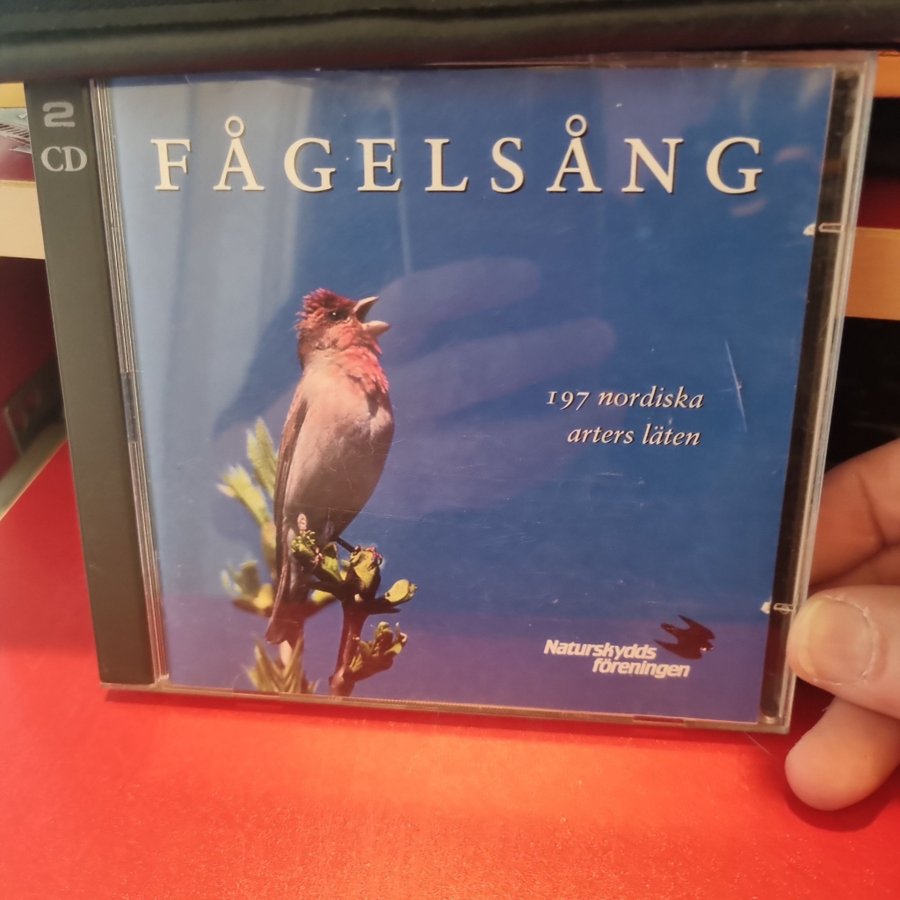 2
CD
FÅGELSÅNG
197 nordiska
arters läten
Naturskydds
föreningen